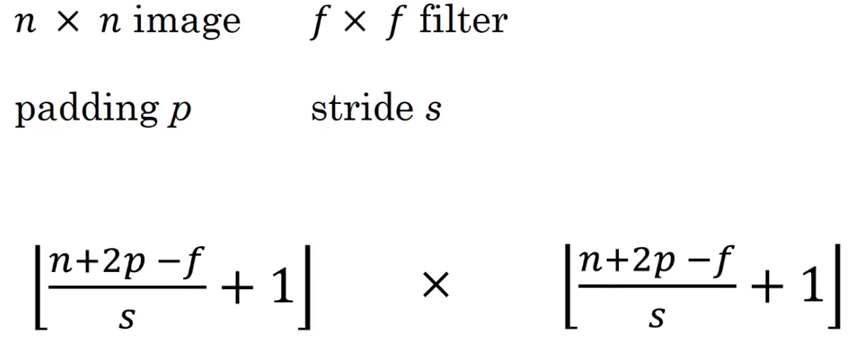 n × n image f × f filter
padding p stride s
⌊(n+2p −f)/s + 1⌋ × ⌊(n+2p −f)/s + 1⌋